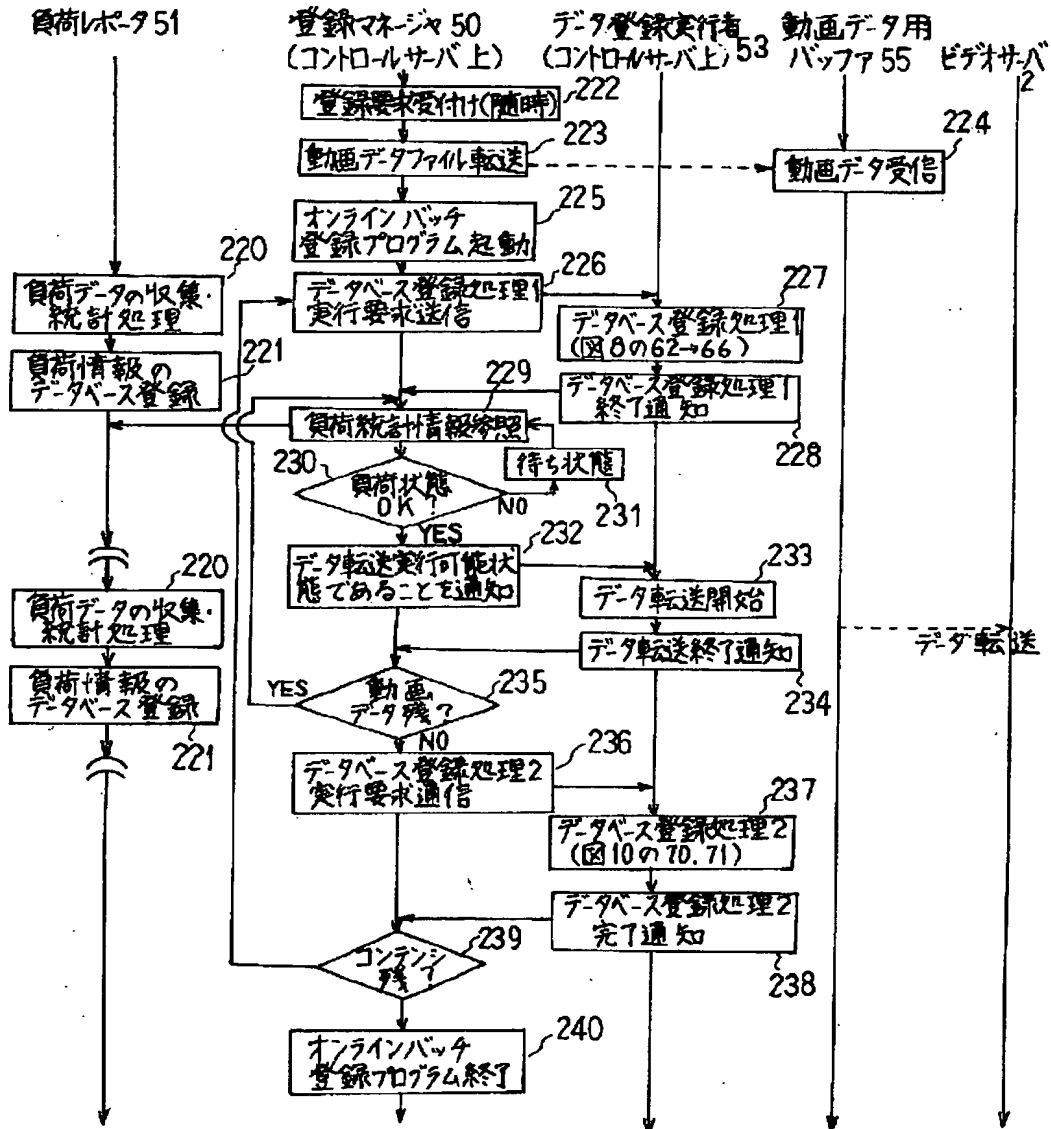 負荷レポータ 51
登録マネージャ 50
(コントロールサーバ上)
データ登録実行者
(コントロールサーバ上) 53
動画データ用
バッファ 55
ビデオサーバ
2
222
登録要求受付け(随時)
223
動画データファイル転送
224
動画データ受信
225
オンラインバッチ
登録プログラム起動
220
負荷データの収集・
統計処理
226
データベース登録処理1
実行要求送信
227
データベース登録処理1
(図8の62→66)
221
負荷情報の
データベース登録
229
データベース登録処理1
終了通知
228
負荷統計情報参照
230
負荷状態
OK?
NO
待ち状態
231
YES
232
データ転送実行可能状
態であることを通知
233
データ転送開始
220
負荷データの収集・
統計処理
データ転送
データ転送終了通知
234
負荷情報の
データベース登録
221
YES
動画
データ残?
235
NO
236
データベース登録処理2
実行要求通信
237
データベース登録処理2
(図10の70.71)
データベース登録処理2
完了通知
238
239
コンテンツ
残?
240
オンラインバッチ
登録プログラム終了